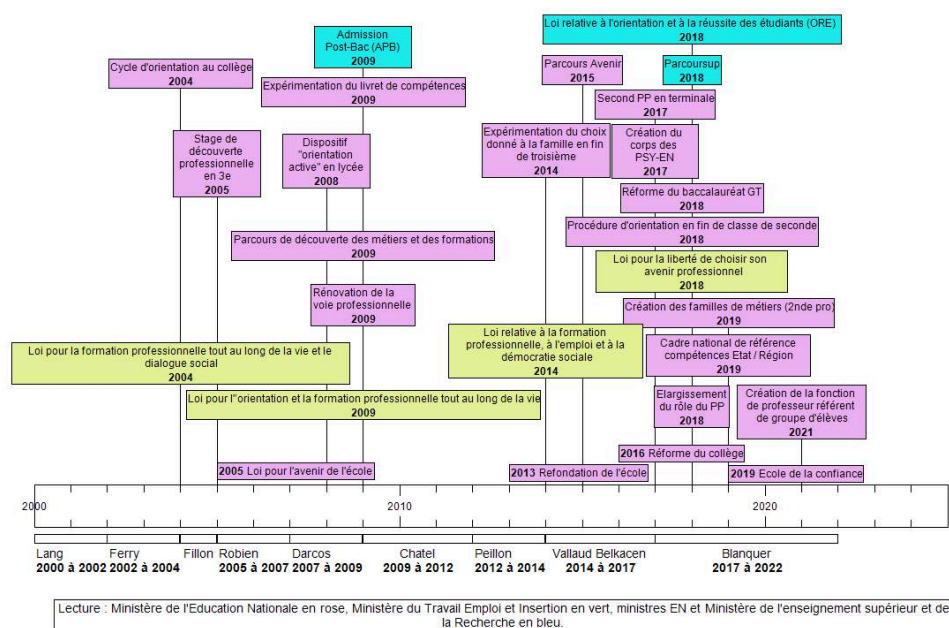 Loi relative à l'orientation et à la réussite des étudiants (ORE)
2018
Admission
Post-Bac (APB)
2009
Cycle d'orientation au collège
2004
Parcours Avenir
2015
Parcoursup
2018
Expérimentation du livret de compétences
2009
Second PP en terminale
2017
Stage de
découverte
professionnelle
en 3e
2005
Dispositif
"orientation
active" en lycée
2008
Expérimentation du choix
donné à la famille en fin
de troisième
2014
Création du
corps des
PSY-EN
2017
Réforme du baccalauréat GT
2018
Procédure d'orientation en fin de classe de seconde
2018
Parcours de découverte des métiers et des formations
2009
Loi pour la liberté de choisir son
avenir professionnel
2018
Rénovation de la
voie professionnelle
2009
Création des familles de métiers (2nde pro)
2019
Loi relative à la formation
professionnelle, à l'emploi et à la
démocratie sociale
2014
Cadre national de référence
compétences Etat / Région
2019
Loi pour la formation professionnelle tout au long de la vie et le
dialogue social
2004
Loi pour l"orientation et la formation professionnelle tout au long de la vie
2009
Elargissement
du rôle du PP
2018
Création de la fonction
de professeur référent
de groupe d'élèves
2021
2016 Réforme du collège
2005 Loi pour l'avenir de l'école
2013 Refondation de l'école
2019 Ecole de la confiance
2000
2010
2020
Lang
2000 à 2002
Ferry
2002 à 2004
Fillon
Robien
2005 à 2007
Darcos
2007 à 2009
Chatel
2009 à 2012
Peillon
2012 à 2014
Vallaud Belkacen
2014 à 2017
Blanquer
2017 à 2022
Lecture : Ministère de l'Education Nationale en rose, Ministère du Travail Emploi et Insertion en vert, ministres EN et Ministère de l'enseignement supérieur et de
la Recherche en bleu.